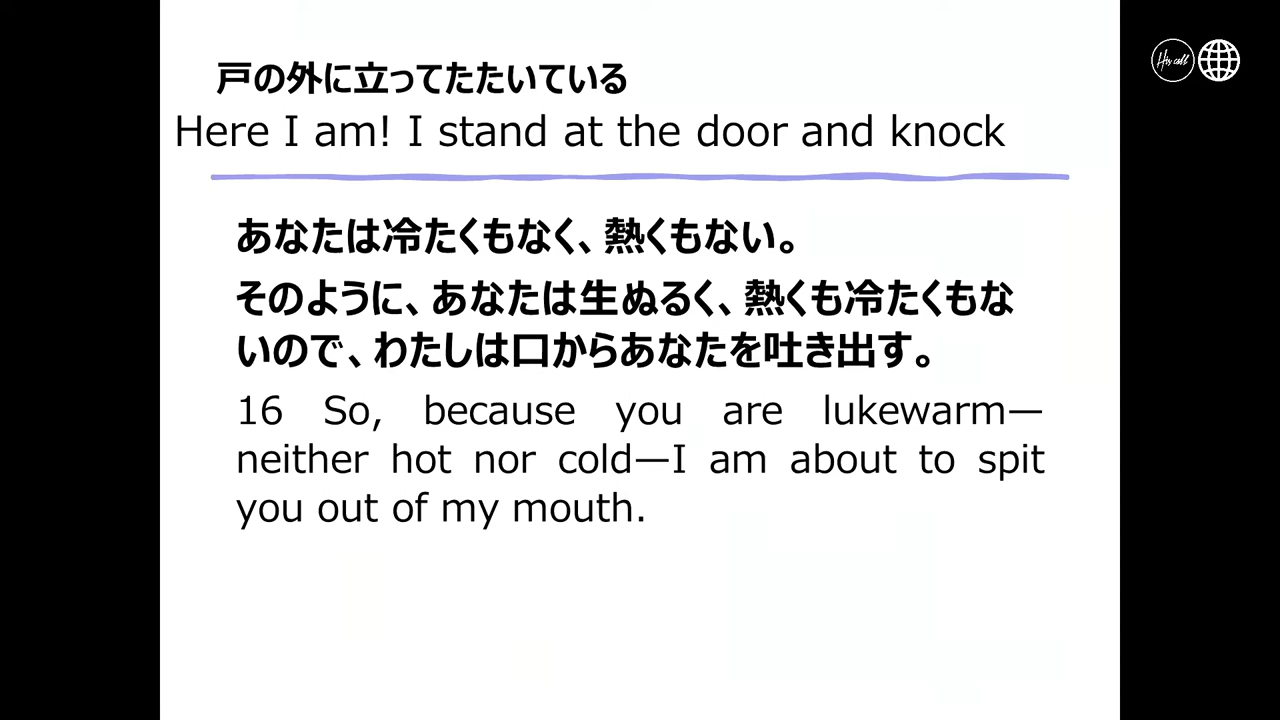 戸の外に立ってたたいている
Here I am! I stand at the door and knock
あなたは冷たくもなく、熱くもない。
そのように、あなたは生ぬるく、熱くも冷たくもな
いので、わたしは口からあなたを吐き出す。
16 So, because you are lukewarm—
neither hot nor cold—I am about to spit
you out of my mouth.
His call